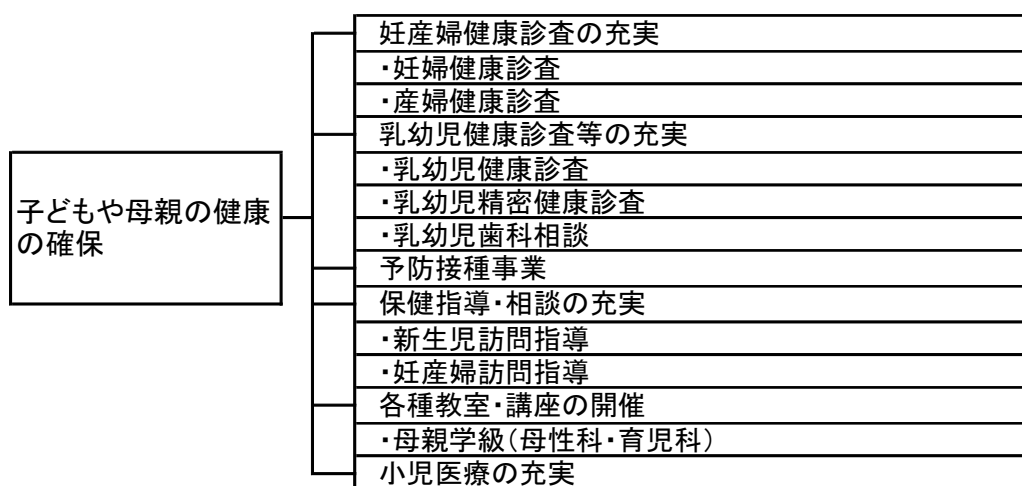 子どもや母親の健康
の確保
妊産婦健康診査の充実
・妊婦健康診査
・産婦健康診査
乳幼児健康診査等の充実
・乳幼児健康診査
・乳幼児精密健康診査
・乳幼児歯科相談
予防接種事業
保健指導・相談の充実
・新生児訪問指導
・妊産婦訪問指導
各種教室・講座の開催
・母親学級(母性科・育児科)
小児医療の充実